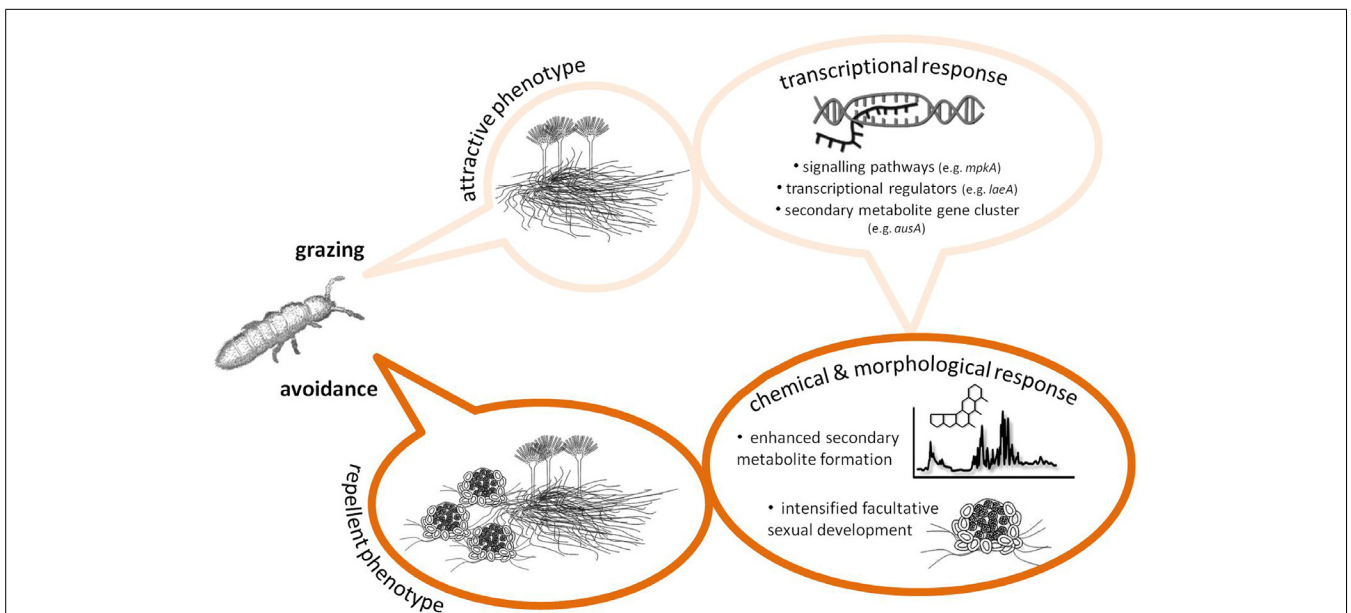 attractive phenotype
transcriptional response
• signalling pathways (e.g. mpkA)
• transcriptional regulators (e.g. laeA)
• secondary metabolite gene cluster
(e.g. ausA)
grazing
avoidance
repellent phenotype
chemical & morphological response
• enhanced secondary
metabolite formation
• intensified facultative
sexual development